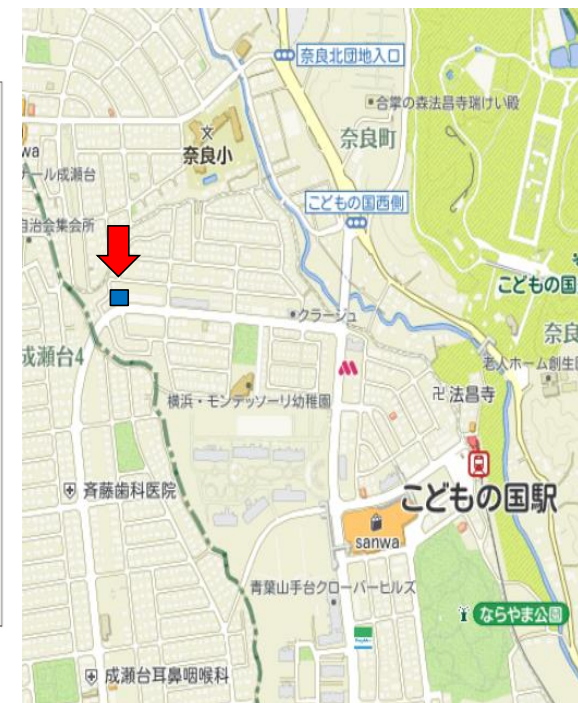 奈良北団地入口
合掌の森法昌寺瑞けい殿
奈良町
奈良小
wa
ナール成瀬台
こどもの国西側
自治会集会所
こどもの国
クラージュ
奈良
成瀬台4
老人ホーム創生
横浜・モンテッソーリ幼稚園
卍法昌寺
斉藤歯科医院
こどもの国駅
sanwa
青葉山手台クローバーヒルズ
ならやま公園
成瀬台耳鼻咽喉科